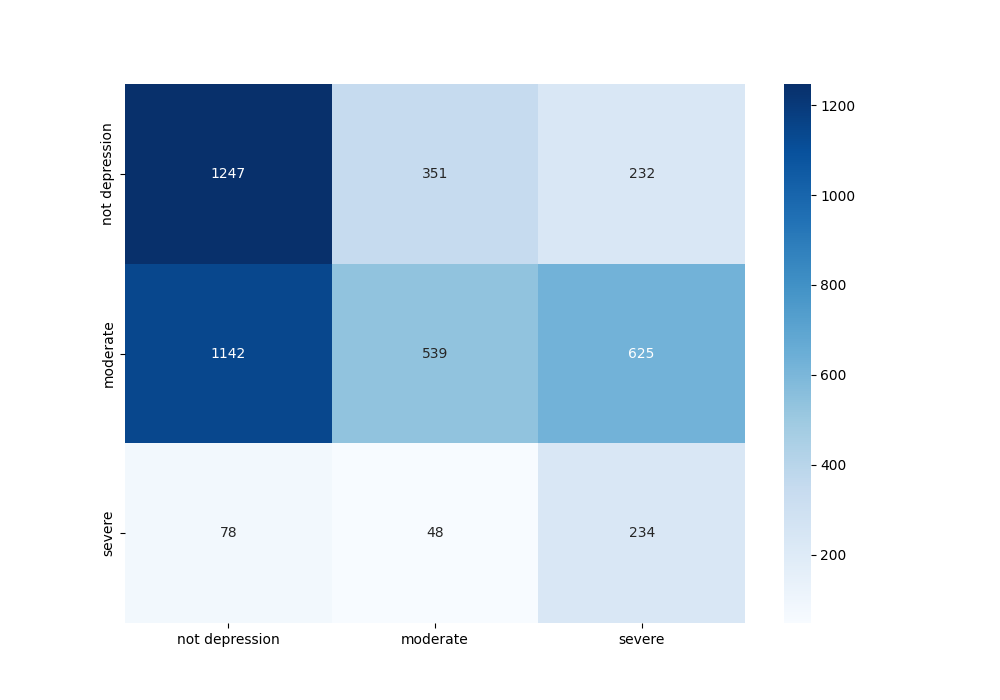 not depression 1247 351 232
moderate 1142 539 625
severe 78 48 234
not depression moderate severe
1200
1000
800
600
400
200